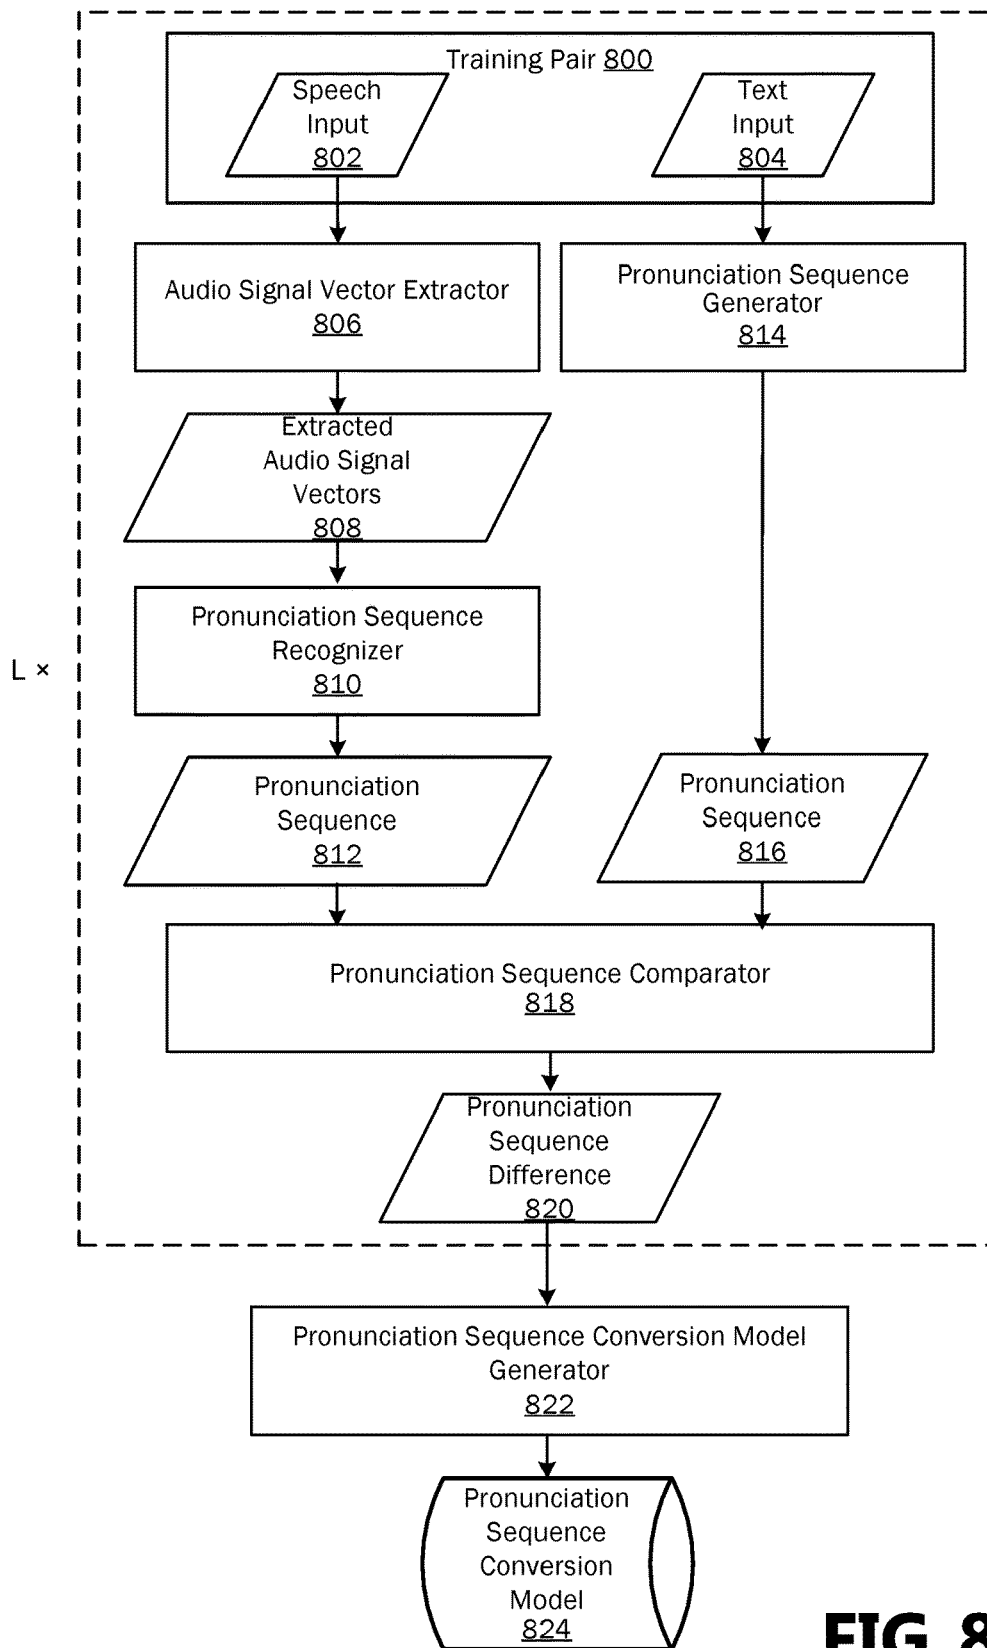 Training Pair 800
Speech
Input
802
Text
Input
804
Audio Signal Vector Extractor
806
Pronunciation Sequence
Generator
814
Extracted
Audio Signal
Vectors
808
Pronunciation Sequence
Recognizer
810
L ×
Pronunciation
Sequence
812
Pronunciation
Sequence
816
Pronunciation Sequence Comparator
818
Pronunciation
Sequence
Difference
820
Pronunciation Sequence Conversion Model
Generator
822
Pronunciation
Sequence
Conversion
Model
824
FIG 8